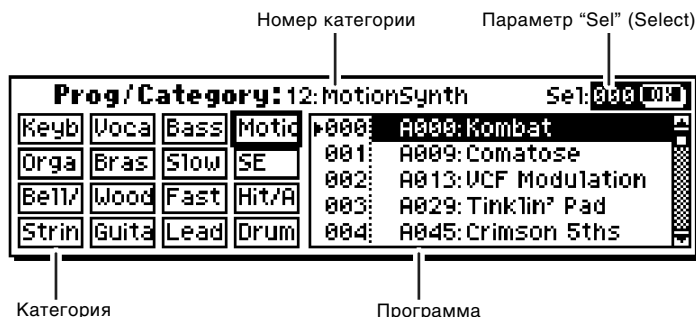 Номер категории
Параметр “Sel” (Select)
Prog/Category:12:MotionSynth Sel:000 OK
Keyb Voca Bass Motic ▶000: A000:Kombat
Orga Bras Slow SE 001: A009:Comatose
Bell/ Wood Fast Hit/A 002: A013:VCF Modulation
Strin Guita Lead Drum 003: A029:Tinklin' Pad
004: A045:Crimson 5ths
Категория
Программа